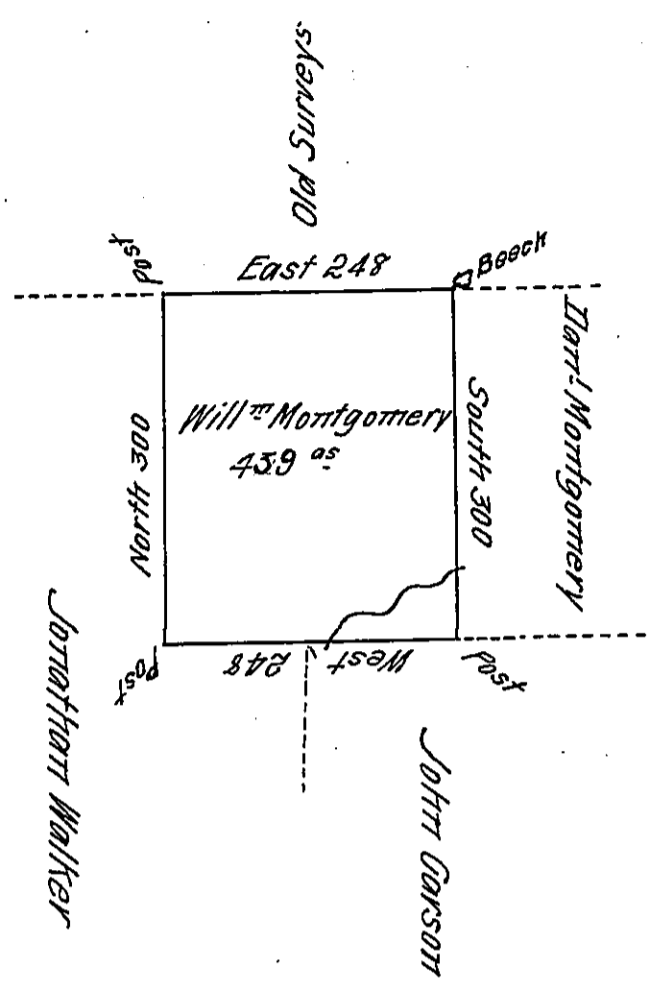 Old Surveys
Post
East 248
Beech
Dan.l Montgomery
Will.m Montgomery
439 as
North 300
South 300
Post
West 248
Post
Jonathan Walker
John Carson